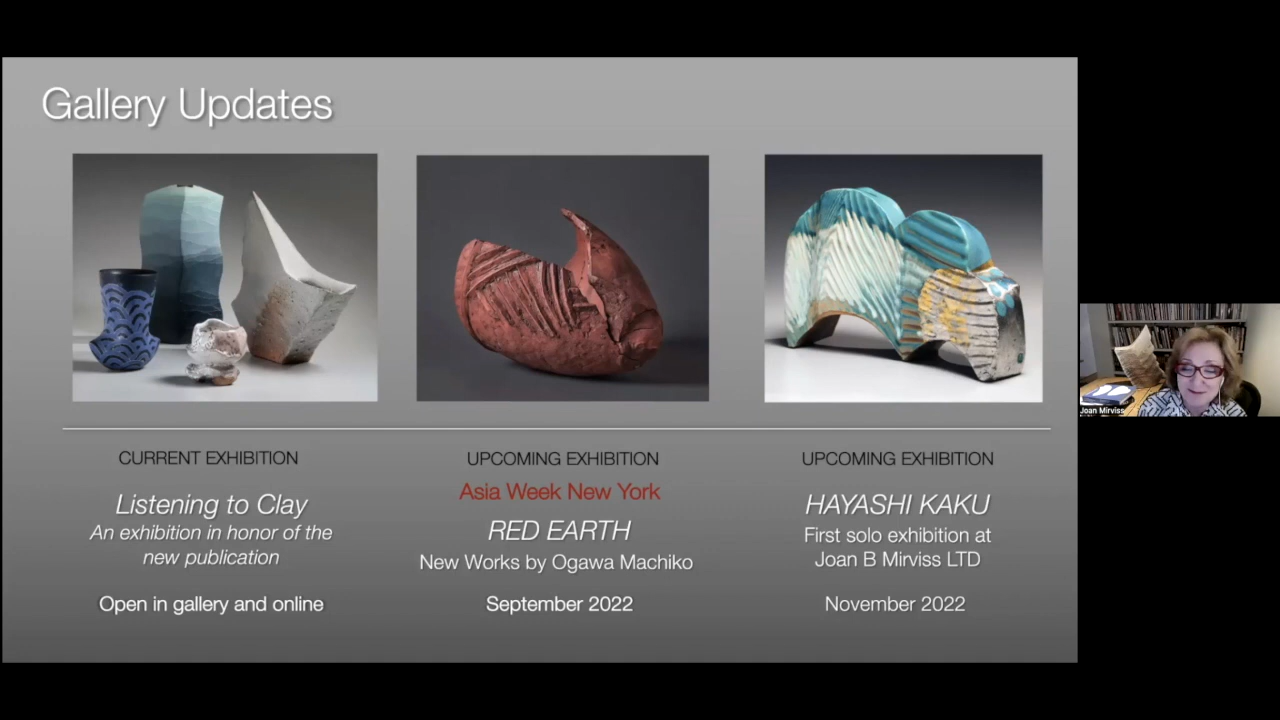 Gallery Updates
CURRENT EXHIBITION
Listening to Clay
An exhibition in honor of the
new publication
Open in gallery and online
UPCOMING EXHIBITION
Asia Week New York
RED EARTH
New Works by Ogawa Machiko
September 2022
UPCOMING EXHIBITION
HAYASHI KAKU
First solo exhibition at
Joan B Mirviss LTD
November 2022
Joan Mirviss